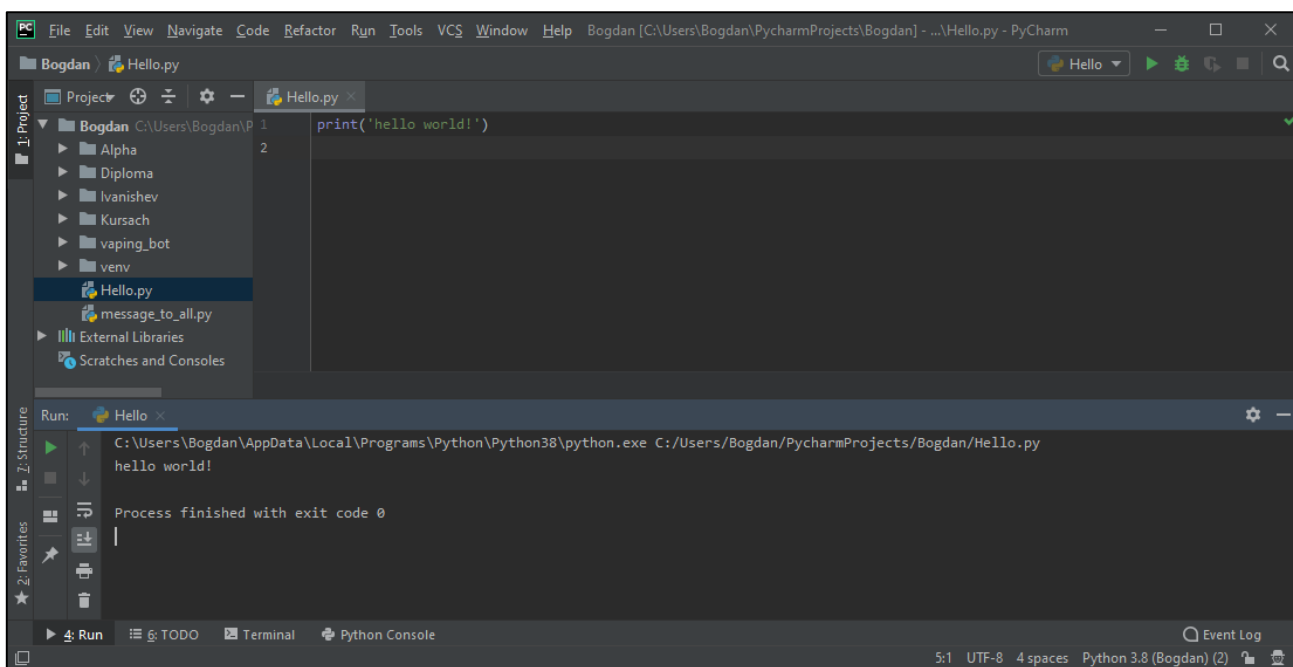 PC File Edit View Navigate Code Refactor Run Tools VCS Window Help Bogdan [C:\Users\Bogdan\PycharmProjects\Bogdan] - ...\Hello.py - PyCharm
Bogdan Hello.py Hello
1: Project
Project Hello.py
Bogdan C:\Users\Bogdan\P 1 print('hello world!')
Alpha 2
Diploma
Ivanishev
Kursach
vaping_bot
venv
Hello.py
message_to_all.py
External Libraries
Scratches and Consoles
Run: Hello
C:\Users\Bogdan\AppData\Local\Programs\Python\Python38\python.exe C:/Users/Bogdan/PycharmProjects/Bogdan/Hello.py
hello world!
Process finished with exit code 0
7: Structure
2: Favorites
4: Run 6: TODO Terminal Python Console Event Log
5:1 UTF-8 4 spaces Python 3.8 (Bogdan) (2)